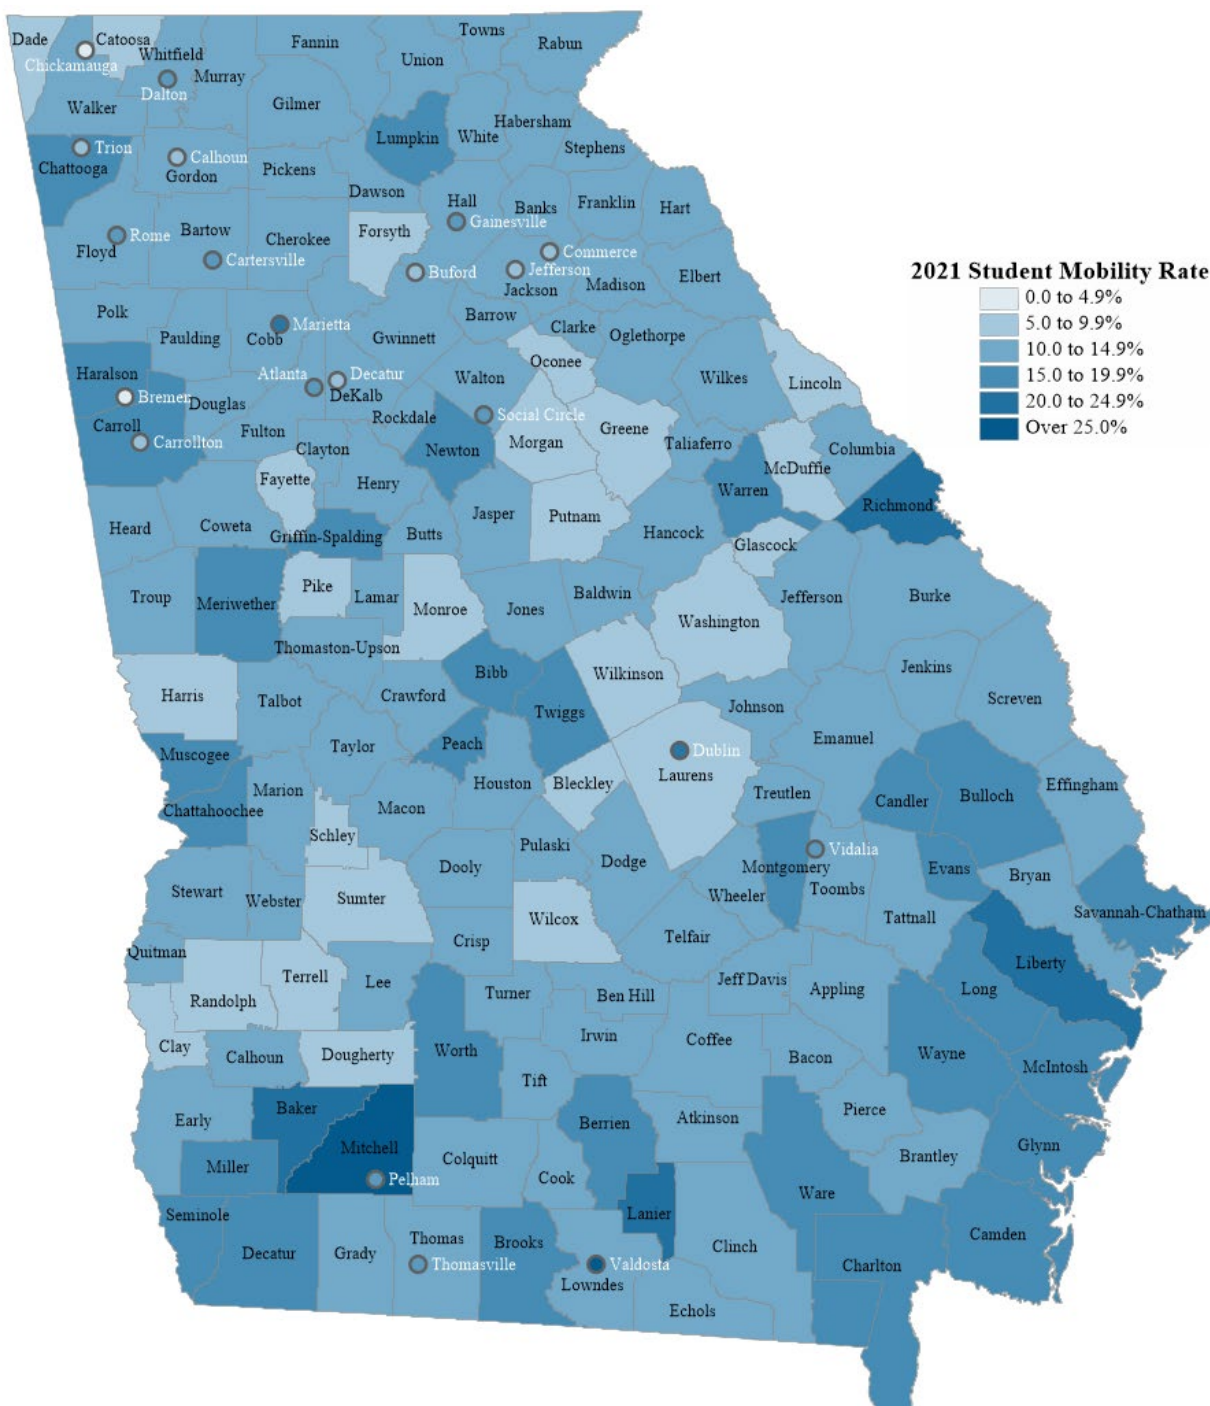 Dade
Catoosa
Chickamauga
Whitfield
Murray
Dalton
Fannin
Towns
Union
Rabun
Walker
Gilmer
Lumpkin
White
Habersham
Stephens
Trion
Chattooga
Calhoun
Gordon
Pickens
Dawson
Hall
Banks
Franklin
Hart
Gainesville
Rome
Floyd
Bartow
Cartersville
Cherokee
Forsyth
Buford
Commerce
Jefferson
Jackson
Madison
Elbert
2021 Student Mobility Rate
0.0 to 4.9%
5.0 to 9.9%
10.0 to 14.9%
15.0 to 19.9%
20.0 to 24.9%
Over 25.0%
Polk
Paulding
Marietta
Cobb
Gwinnett
Barrow
Clarke
Oglethorpe
Oconee
Haralson
Bremen
Douglas
Atlanta
Decatur
DeKalb
Walton
Wilkes
Lincoln
Carroll
Carrollton
Fulton
Rockdale
Social Circle
Clayton
Newton
Morgan
Greene
Taliaferro
McDuffie
Columbia
Fayette
Henry
Heard
Coweta
Griffin-Spalding
Butts
Jasper
Putnam
Hancock
Warren
Richmond
Glascock
Troup
Meriwether
Pike
Lamar
Monroe
Jones
Baldwin
Washington
Jefferson
Burke
Thomaston-Upson
Harris
Talbot
Crawford
Bibb
Twiggs
Wilkinson
Johnson
Jenkins
Screven
Muscogee
Chattahoochee
Marion
Taylor
Peach
Macon
Houston
Bleckley
Dublin
Laurens
Emanuel
Treutlen
Candler
Bulloch
Effingham
Schley
Stewart
Webster
Sumter
Dooly
Pulaski
Dodge
Wilcox
Wheeler
Montgomery
Vidalia
Toombs
Tattnall
Evans
Bryan
Savannah-Chatham
Quitman
Randolph
Terrell
Lee
Crisp
Telfair
Turner
Ben Hill
Jeff Davis
Appling
Long
Liberty
Clay
Calhoun
Dougherty
Worth
Irwin
Coffee
Bacon
Wayne
McIntosh
Early
Baker
Mitchell
Tift
Berrien
Atkinson
Pierce
Brantley
Glynn
Miller
Pelham
Colquitt
Cook
Lanier
Ware
Seminole
Decatur
Grady
Thomas
Thomasville
Brooks
Valdosta
Lowndes
Clinch
Echols
Charlton
Camden